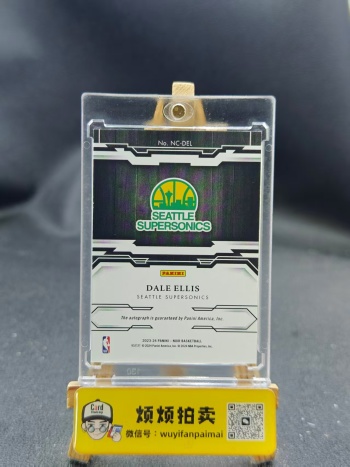 No. NC-DEL
SEATTLE
SUPERSONICS
PANINI
DALE ELLIS
SEATTLE SUPERSONICS
The autograph is guaranteed by Panini America, Inc.
Card
烦烦拍卖
微信号：wuyifanpaimai